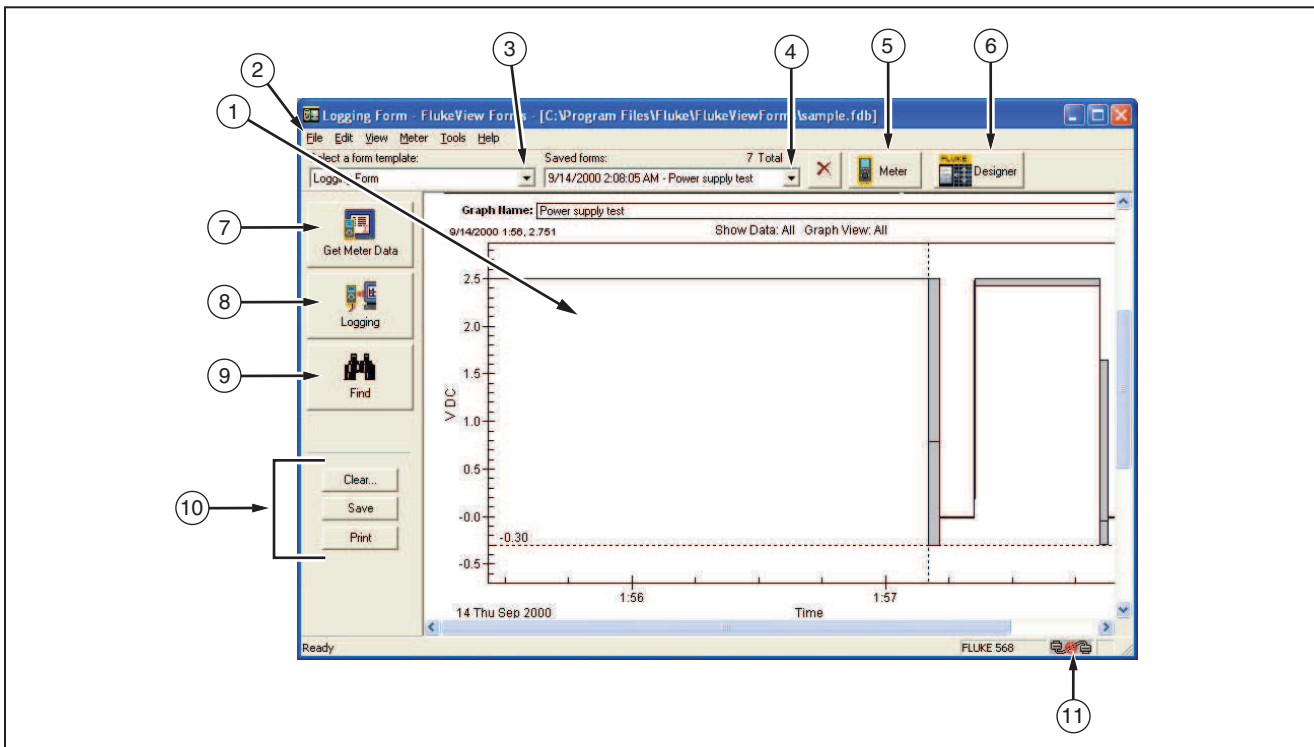 3
4
5
6
2
1
Logging Form - FlukeView Forms - [C:\Program Files\Fluke\FlukeViewForms\sample.fdb]
File Edit View Meter Tools Help
Select a form template:
Saved forms:
7 Total
Logging Form
9/14/2000 2:08:05 AM - Power supply test
Meter
FLUKE
Designer
7
Get Meter Data
8
Logging
9
Find
10
Clear...
Save
Print
Graph Name: Power supply test
9/14/2000 1:56, 2.751
Show Data: All Graph View: All
2.5
2.0
1.5
V DC
1.0
0.5
-0.0
-0.30
-0.5
1:56
1:57
14 Thu Sep 2000
Time
Ready
FLUKE 568
11